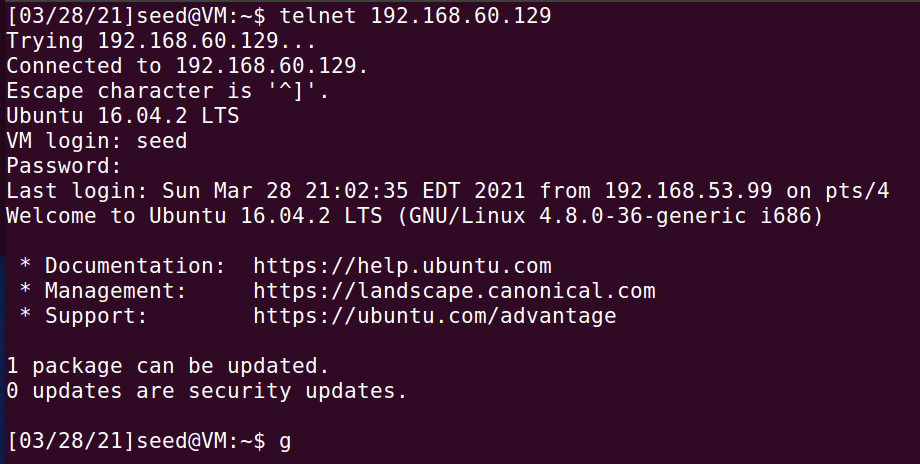 [03/28/21]seed@VM:~$ telnet 192.168.60.129
Trying 192.168.60.129...
Connected to 192.168.60.129.
Escape character is '^]'.
Ubuntu 16.04.2 LTS
VM login: seed
Password:
Last login: Sun Mar 28 21:02:35 EDT 2021 from 192.168.53.99 on pts/4
Welcome to Ubuntu 16.04.2 LTS (GNU/Linux 4.8.0-36-generic i686)

 * Documentation:  https://help.ubuntu.com
 * Management:     https://landscape.canonical.com
 * Support:        https://ubuntu.com/advantage

1 package can be updated.
0 updates are security updates.

[03/28/21]seed@VM:~$ g